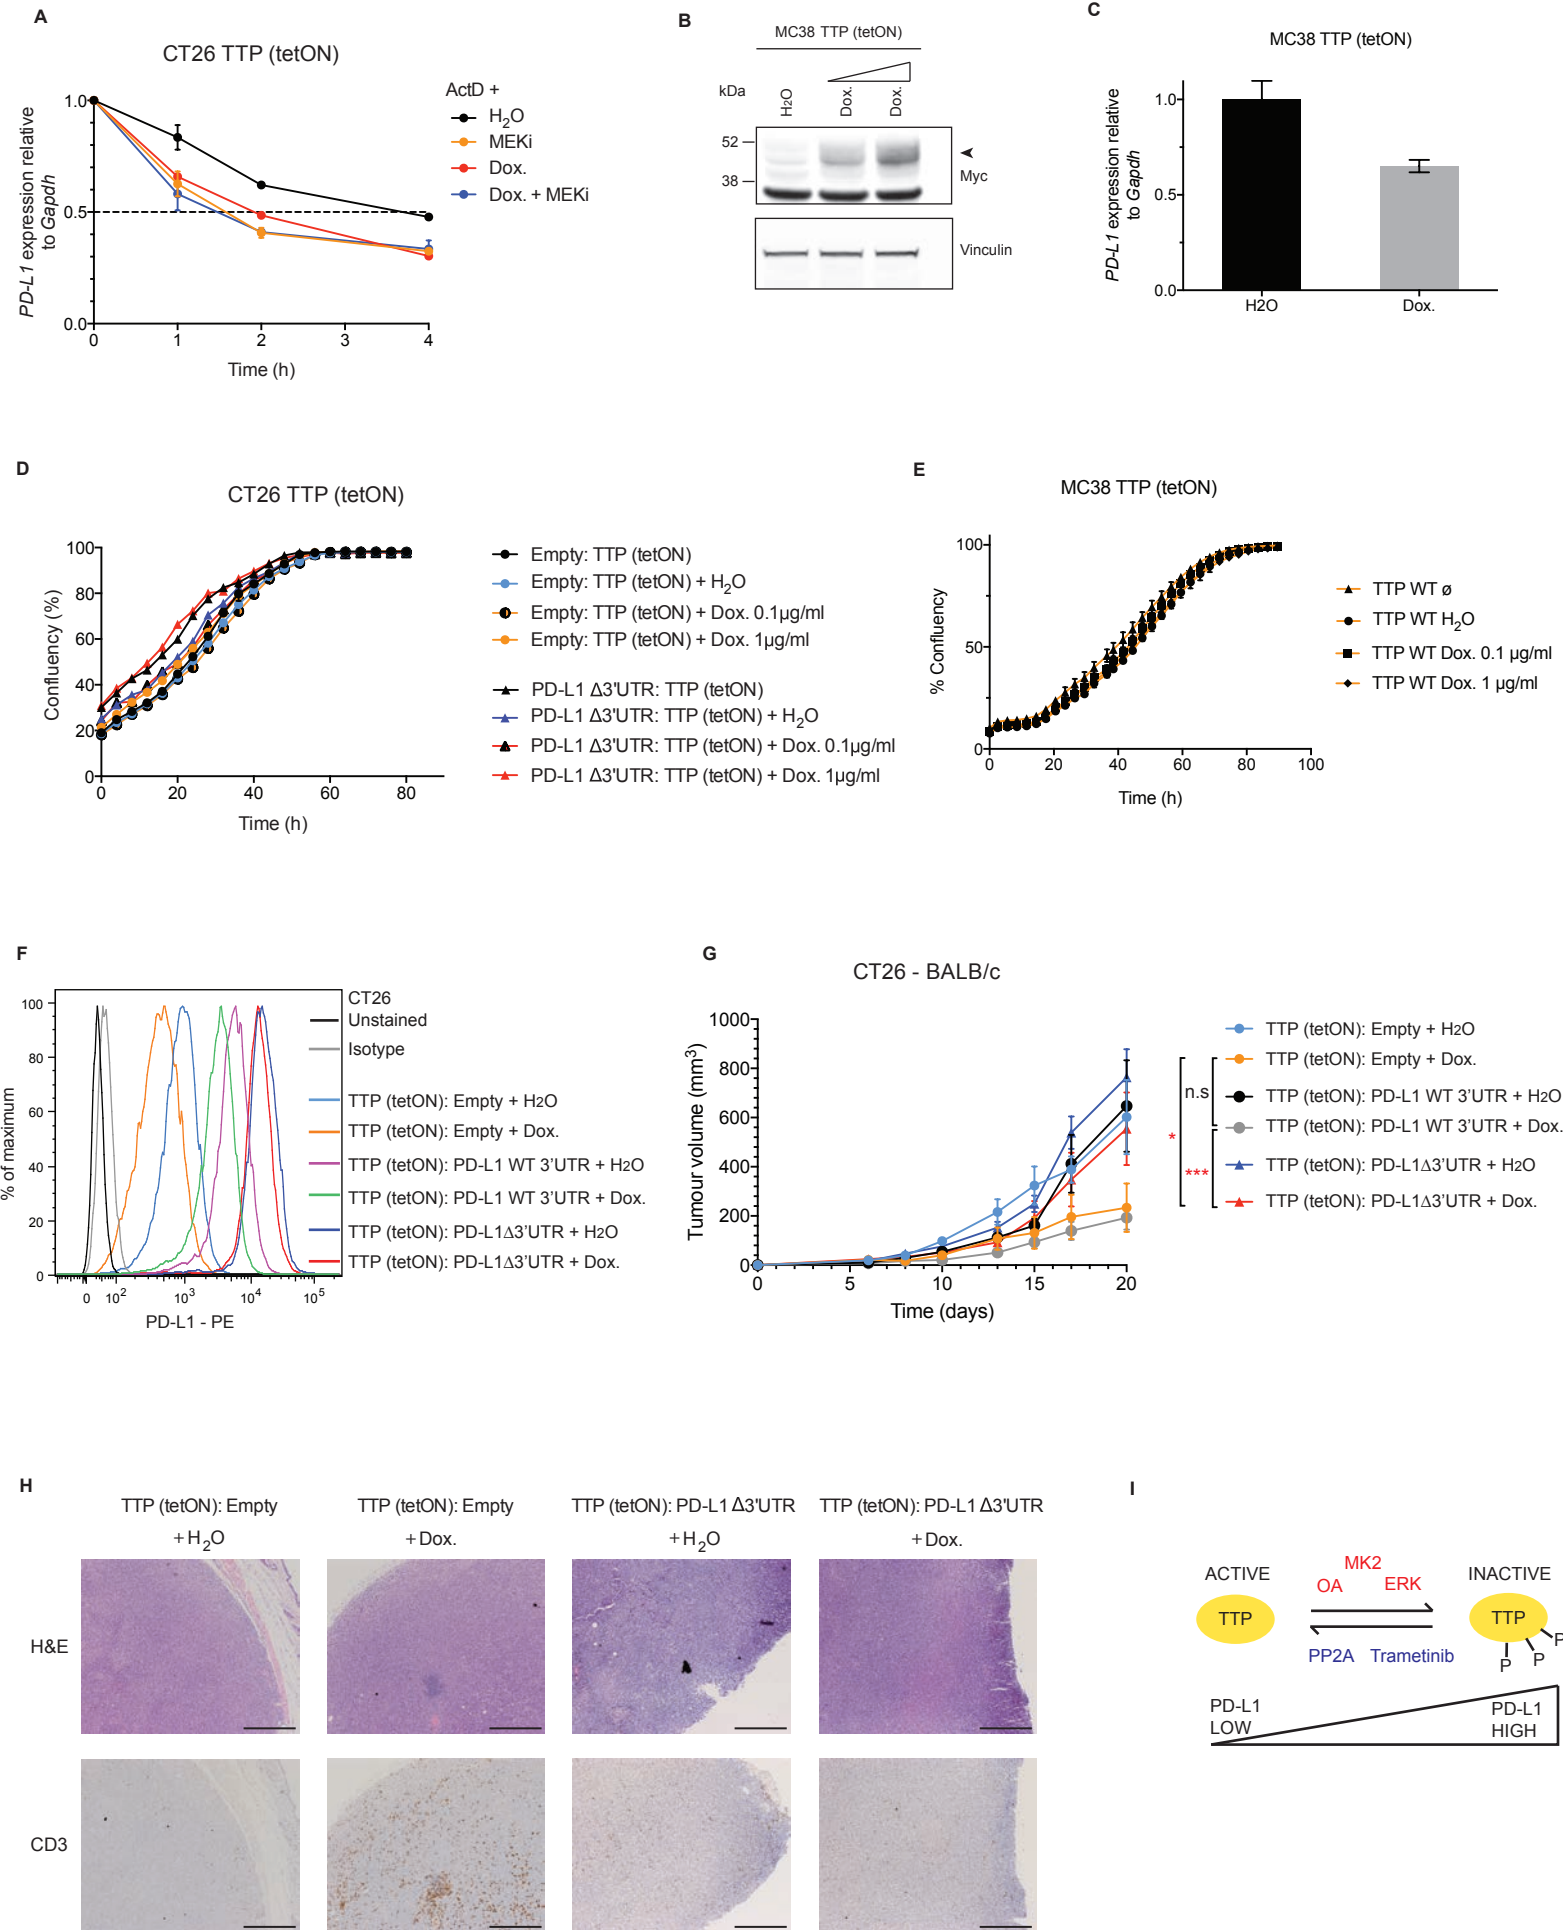 A
CT26 TTP (tetON)
PD-L1 expression relative
to Gapdh
1.0
0.5
0.0
0 1 2 3 4
Time (h)
ActD +
H2O
MEKi
Dox.
Dox. + MEKi
B
MC38 TTP (tetON)
kDa
H2O
Dox.
Dox.
52
38
Myc
Vinculin
C
MC38 TTP (tetON)
PD-L1 expression relative
to Gapdh
1.0
0.5
0.0
H2O Dox.
D
CT26 TTP (tetON)
Confluency (%)
100
80
60
40
20
0
0 20 40 60 80
Time (h)
Empty: TTP (tetON)
Empty: TTP (tetON) + H2O
Empty: TTP (tetON) + Dox. 0.1µg/ml
Empty: TTP (tetON) + Dox. 1µg/ml
PD-L1 Δ3'UTR: TTP (tetON)
PD-L1 Δ3'UTR: TTP (tetON) + H2O
PD-L1 Δ3'UTR: TTP (tetON) + Dox. 0.1µg/ml
PD-L1 Δ3'UTR: TTP (tetON) + Dox. 1µg/ml
E
MC38 TTP (tetON)
% Confluency
100
50
0
0 20 40 60 80 100
Time (h)
TTP WT ø
TTP WT H2O
TTP WT Dox. 0.1 µg/ml
TTP WT Dox. 1 µg/ml
F
% of maximum
100
80
60
40
20
0
0 10² 10³ 10⁴ 10⁵
PD-L1 - PE
CT26
Unstained
Isotype
TTP (tetON): Empty + H2O
TTP (tetON): Empty + Dox.
TTP (tetON): PD-L1 WT 3'UTR + H2O
TTP (tetON): PD-L1 WT 3'UTR + Dox.
TTP (tetON): PD-L1Δ3'UTR + H2O
TTP (tetON): PD-L1Δ3'UTR + Dox.
G
CT26 - BALB/c
Tumour volume (mm³)
1000
800
600
400
200
0
0 5 10 15 20
Time (days)
TTP (tetON): Empty + H2O
TTP (tetON): Empty + Dox.
TTP (tetON): PD-L1 WT 3'UTR + H2O
TTP (tetON): PD-L1 WT 3'UTR + Dox.
TTP (tetON): PD-L1Δ3'UTR + H2O
TTP (tetON): PD-L1Δ3'UTR + Dox.
n.s
*
***
H
TTP (tetON): Empty
+H2O
TTP (tetON): Empty
+Dox.
TTP (tetON): PD-L1 Δ3'UTR
+H2O
TTP (tetON): PD-L1 Δ3'UTR
+Dox.
H&E
CD3
I
ACTIVE
TTP
MK2
OA ERK
PP2A Trametinib
INACTIVE
TTP
P P P
PD-L1
LOW
PD-L1
HIGH